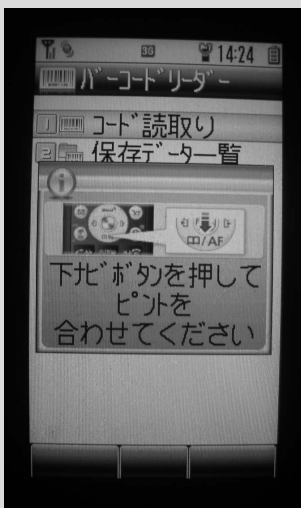 3G 14:24
バーコードリーダー
1 コード読取り
2 保存データ一覧
/AF
下ナビボタンを押して
ピントを
合わせてください